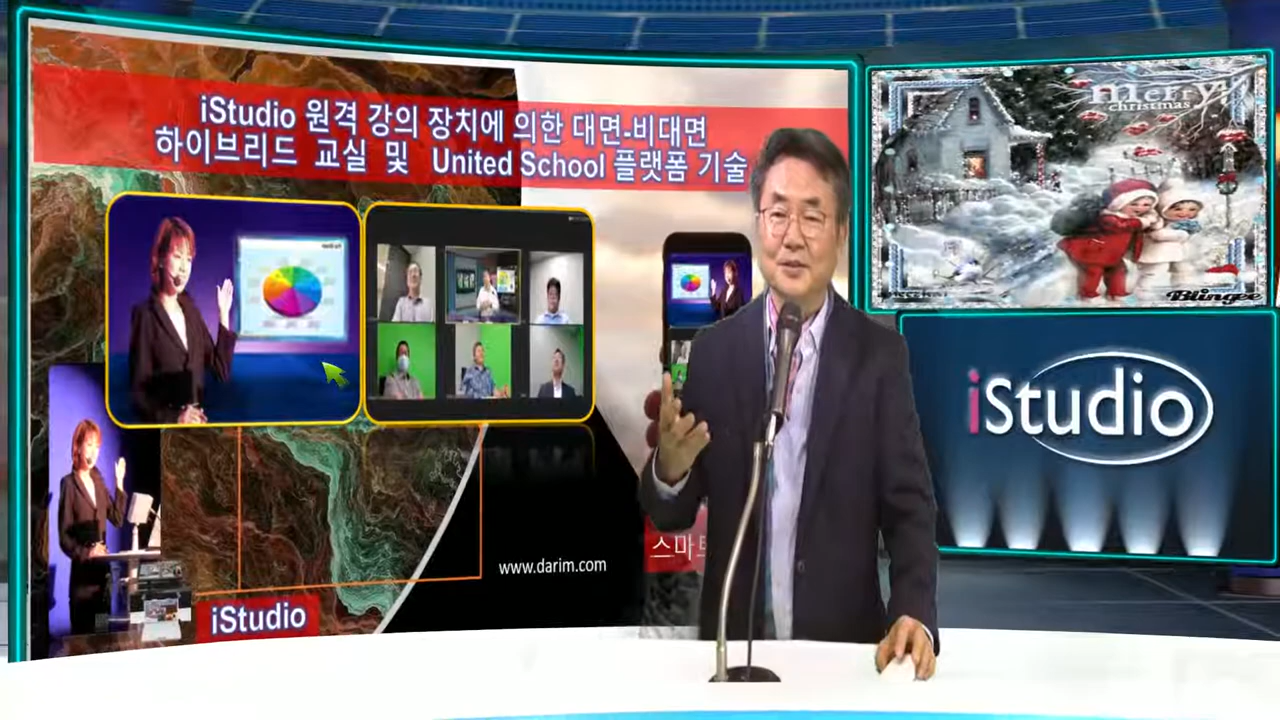 iStudio 원격 강의 장치에 의한 대면-비대면
하이브리드 교실 및 United School 플랫폼 기술
merry
christmas
Blingee
iStudio
www.darim.com
스마트
iStudio